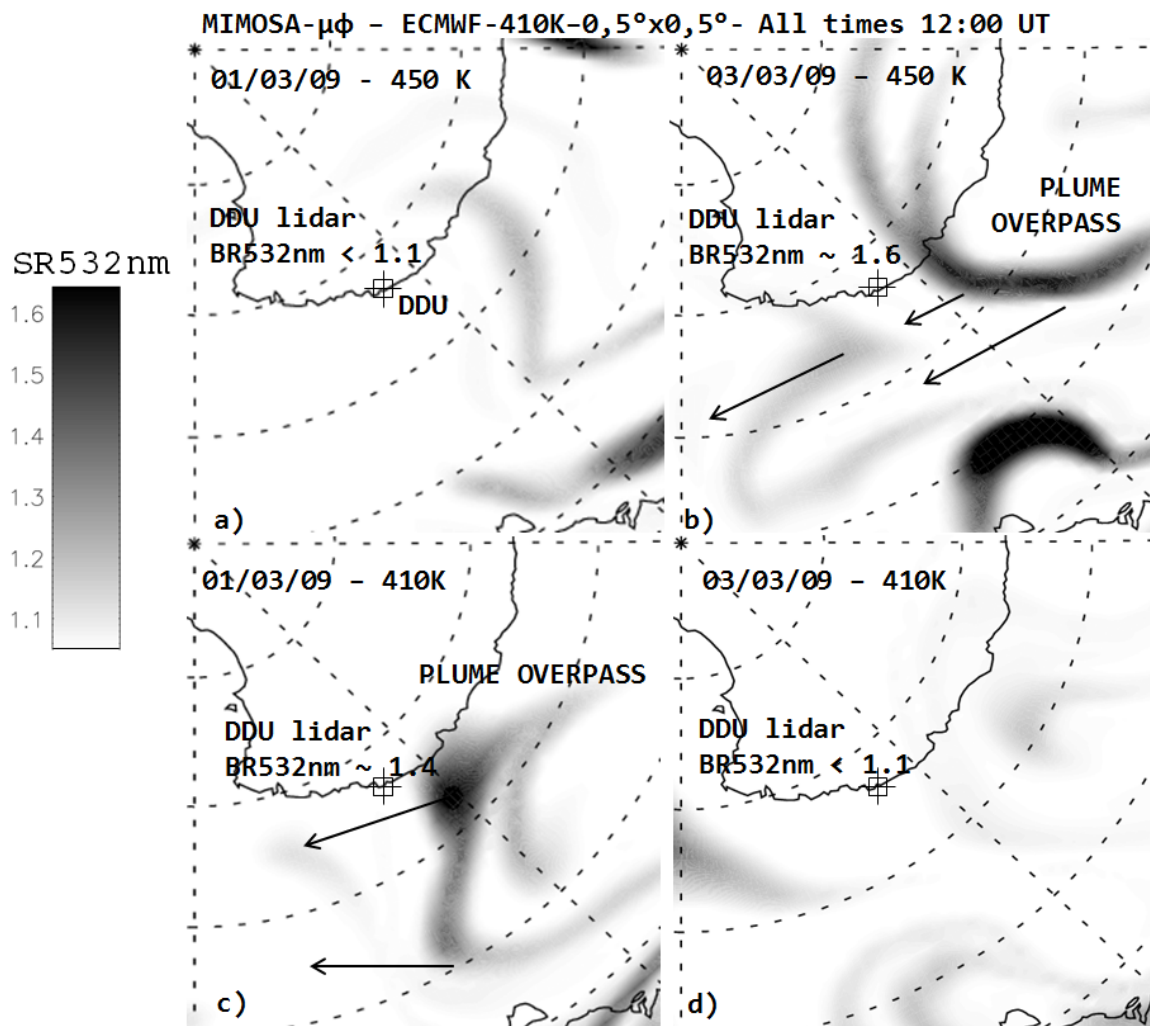 MIMOSA-μφ – ECMWF-410K–0,5°x0,5°- All times 12:00 UT
01/03/09 - 450 K
DDU lidar
BR532nm < 1.1
DDU
a)
03/03/09 – 450 K
PLUME
OVERPASS
DDU lidar
BR532nm ~ 1.6
b)
SR532nm
1.6
1.5
1.4
1.3
1.2
1.1
01/03/09 – 410K
PLUME OVERPASS
DDU lidar
BR532nm ~ 1.4
c)
03/03/09 – 410K
DDU lidar
BR532nm < 1.1
d)